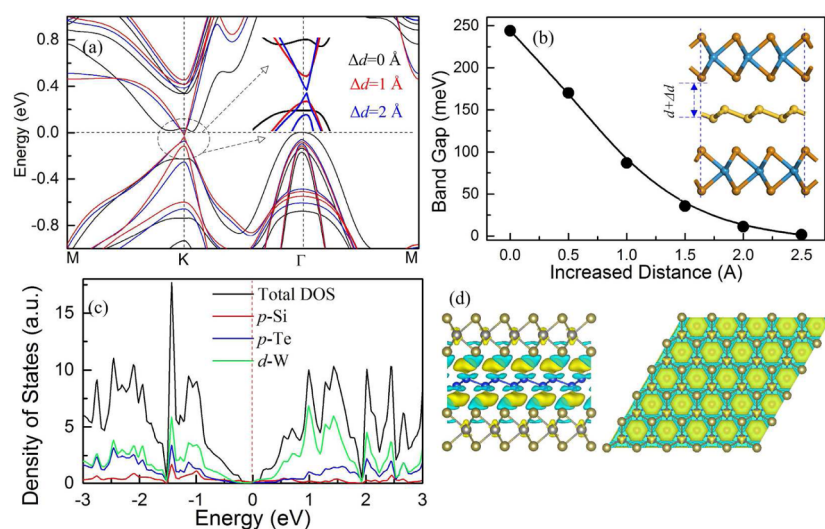 (a)
Δd=0 Å
Δd=1 Å
Δd=2 Å
Energy (eV)
0.8
0.4
0.0
-0.4
-0.8
M K Γ M
(b)
d+Δd
Band Gap (meV)
250
200
150
100
50
0
0.0 0.5 1.0 1.5 2.0 2.5
Increased Distance (A)
(c)
Total DOS
p-Si
p-Te
d-W
Density of States (a.u.)
15
10
5
0
-3 -2 -1 0 1 2 3
Energy (eV)
(d)